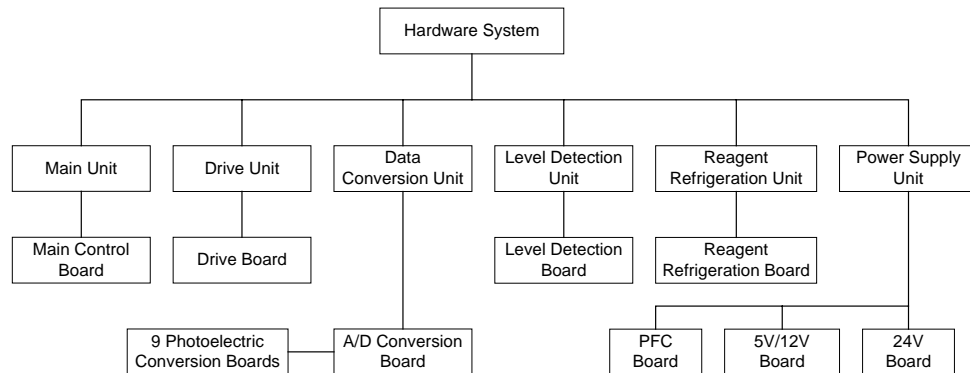 Hardware System
Main Unit
Drive Unit
Data
Conversion Unit
Level Detection
Unit
Reagent
Refrigeration Unit
Power Supply
Unit
Main Control
Board
Drive Board
Level Detection
Board
Reagent
Refrigeration Board
9 Photoelectric
Conversion Boards
A/D Conversion
Board
PFC
Board
5V/12V
Board
24V
Board